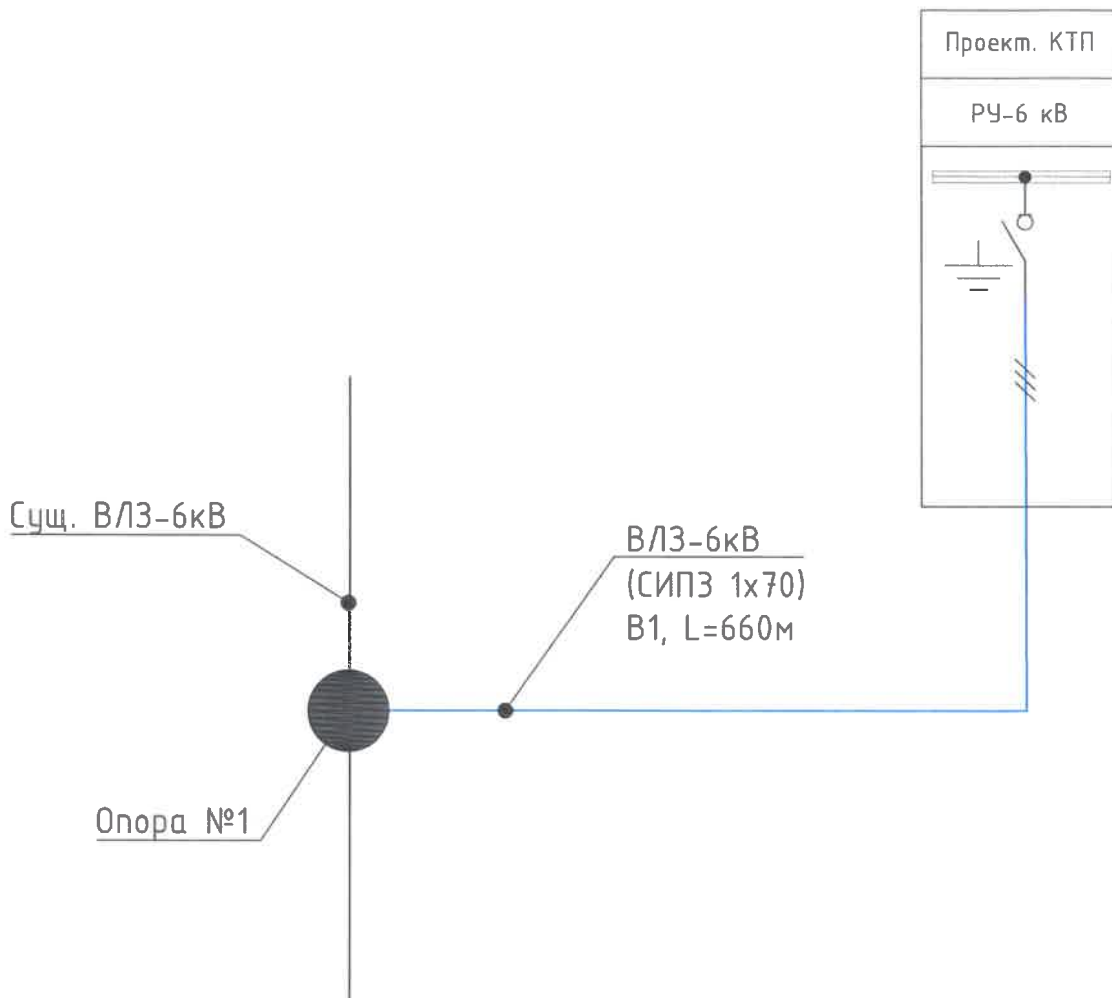 Проект. КТП
РУ-6 кВ
Сущ. ВЛЗ-6кВ
ВЛЗ-6кВ
(СИПЗ 1х70)
В1, L=660м
Опора №1